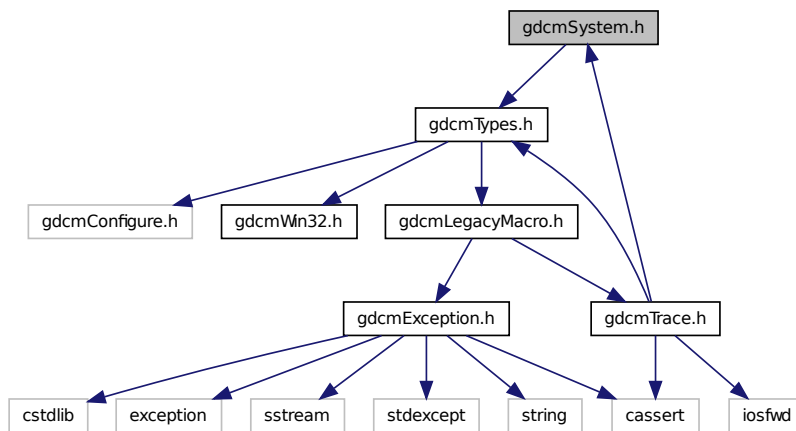 gdcmSystem.h
gdcmTypes.h
gdcmConfigure.h
gdcmWin32.h
gdcmLegacyMacro.h
gdcmException.h
gdcmTrace.h
cstdlib
exception
sstream
stdexcept
string
cassert
iosfwd